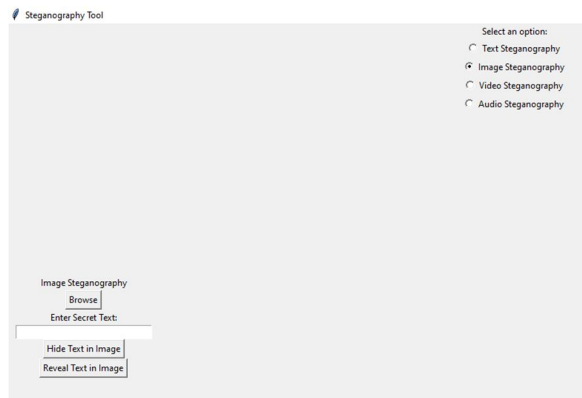 Steganography Tool
Select an option:
Text Steganography
Image Steganography
Video Steganography
Audio Steganography
Image Steganography
Browse
Enter Secret Text:
Hide Text in Image
Reveal Text in Image